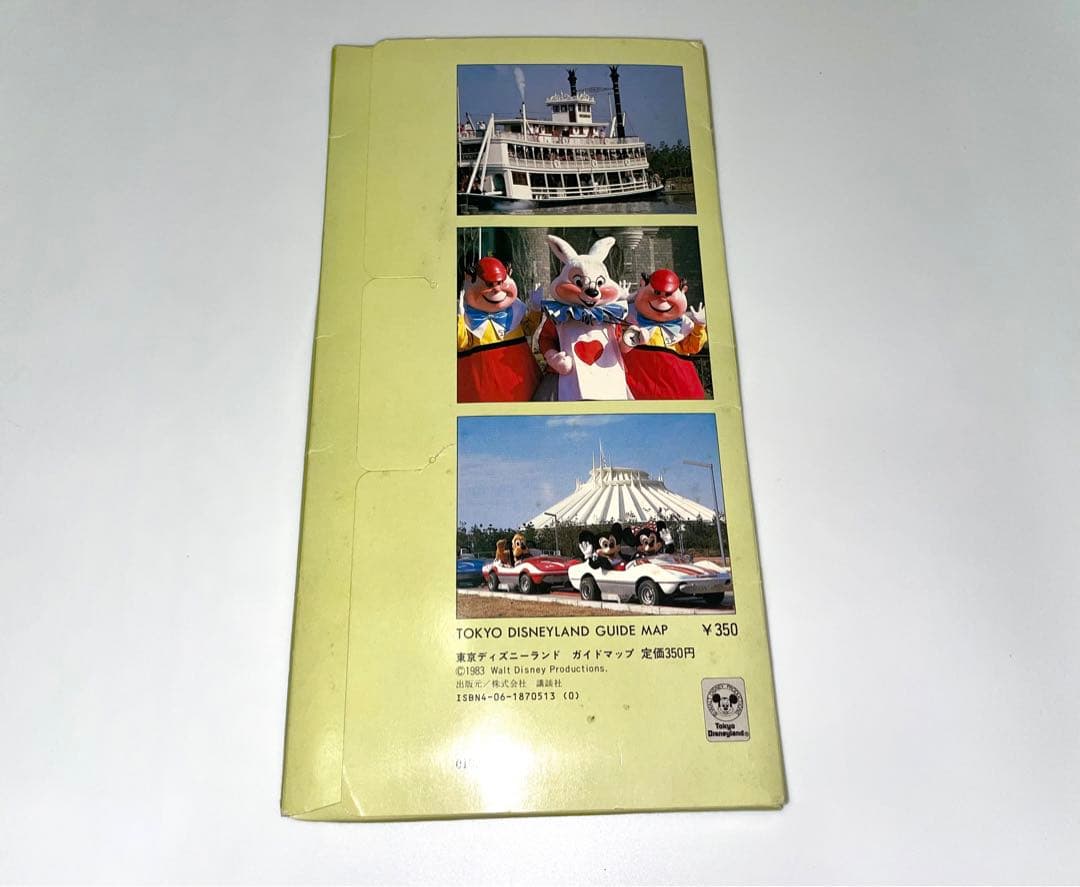 TOKYO DISNEYLAND GUIDE MAP ￥350
東京ディズニーランド ガイドマップ 定価350円
©1983 Walt Disney Productions.
出版元／株式会社 講談社
ISBN4-06-1870513 (0)
Tokyo
Disneyland®